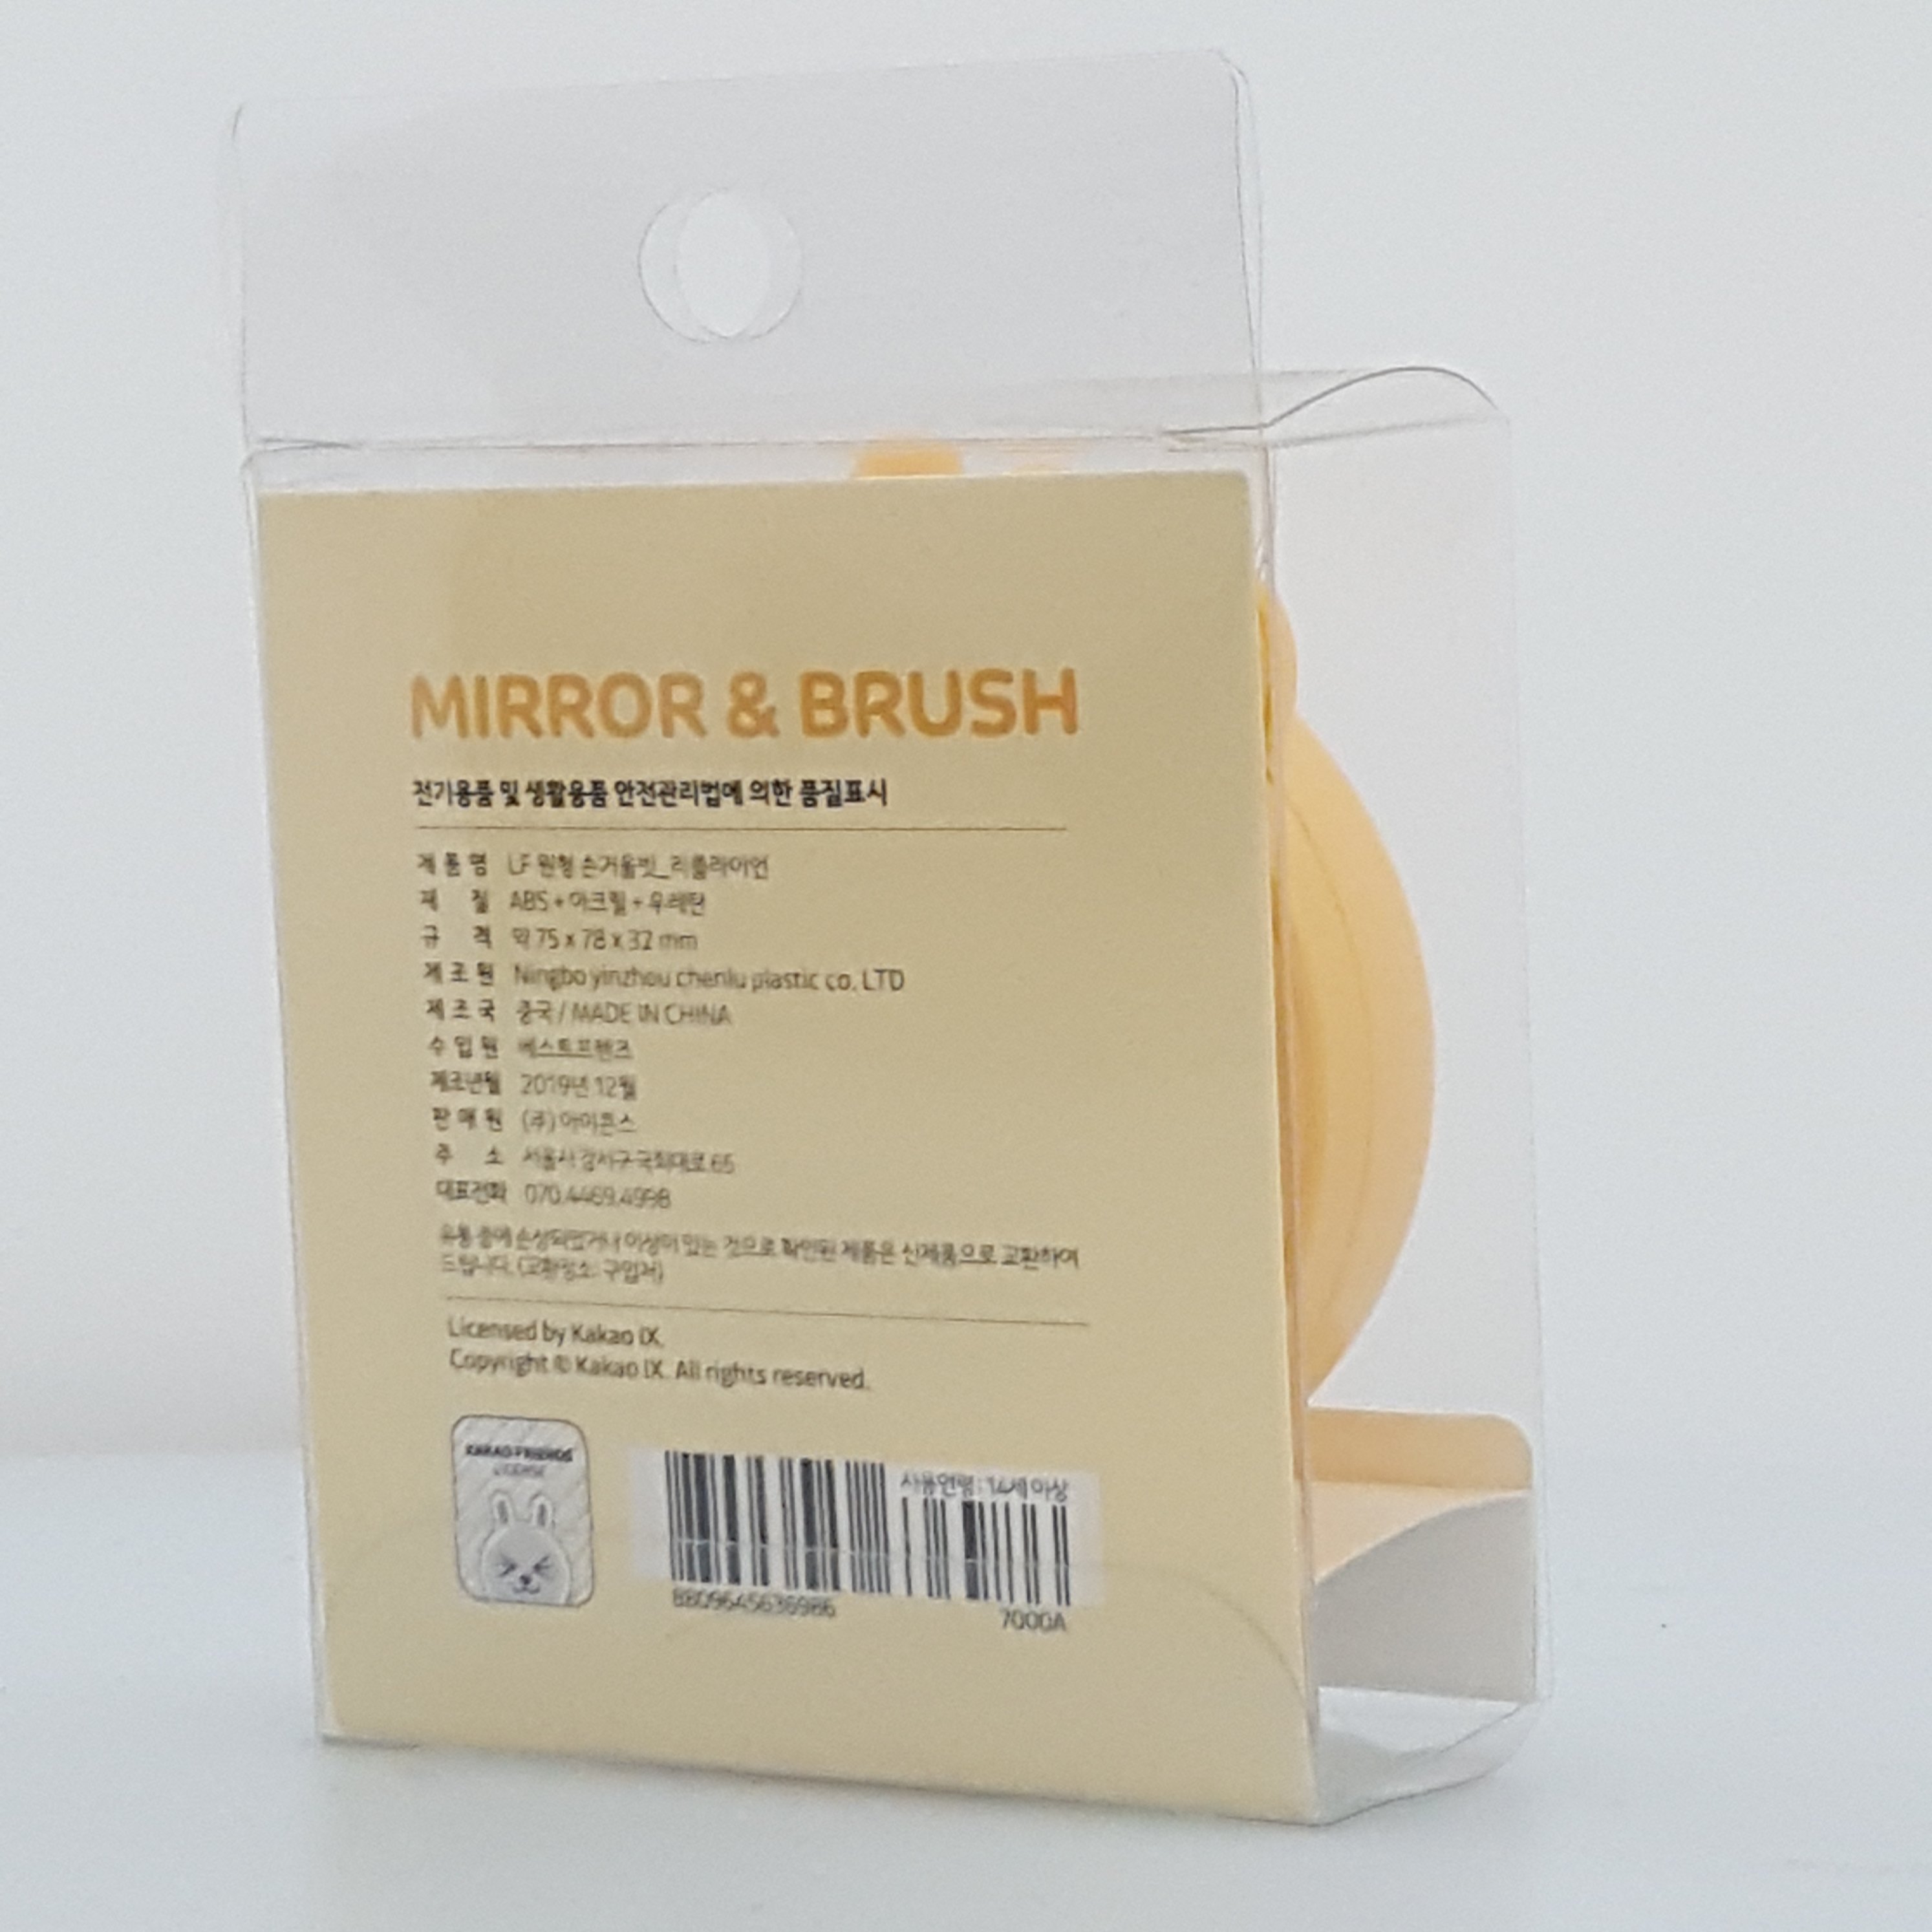 MIRROR & BRUSH
전기용품 및 생활용품 안전관리법에 의한 품질표시
제 품 명 LF 원형 손거울빗_리틀라이언
재 질 ABS + 아크릴 + 우레탄
규 격 약 75 x 78 x 32 mm
제 조 원 Ningbo yinzhou chenlu plastic co. LTD
제 조 국 중국 / MADE IN CHINA
수 입 원 베스트프렌즈
제조년월 2019년 12월
판 매 원 (주) 아이콘스
주 소 서울시 강서구 국회대로 65
대표전화 070.4469.4998
유통 중에 손상되었거나 이상이 있는 것으로 확인된 제품은 신제품으로 교환하여
드립니다. (교환장소: 구입처)
Licensed by Kakao IX.
Copyright © Kakao IX. All rights reserved.
KAKAO FRIENDS
LICENSE
사용연령 : 14세 이상
8809645636986
7000A